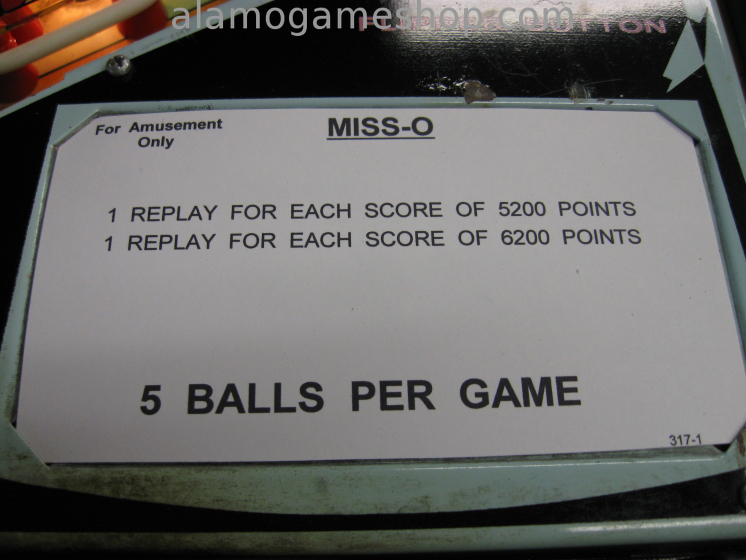 alamogameshop.com
For Amusement
Only
MISS-O
1 REPLAY FOR EACH SCORE OF 5200 POINTS
1 REPLAY FOR EACH SCORE OF 6200 POINTS
5 BALLS PER GAME
317-1